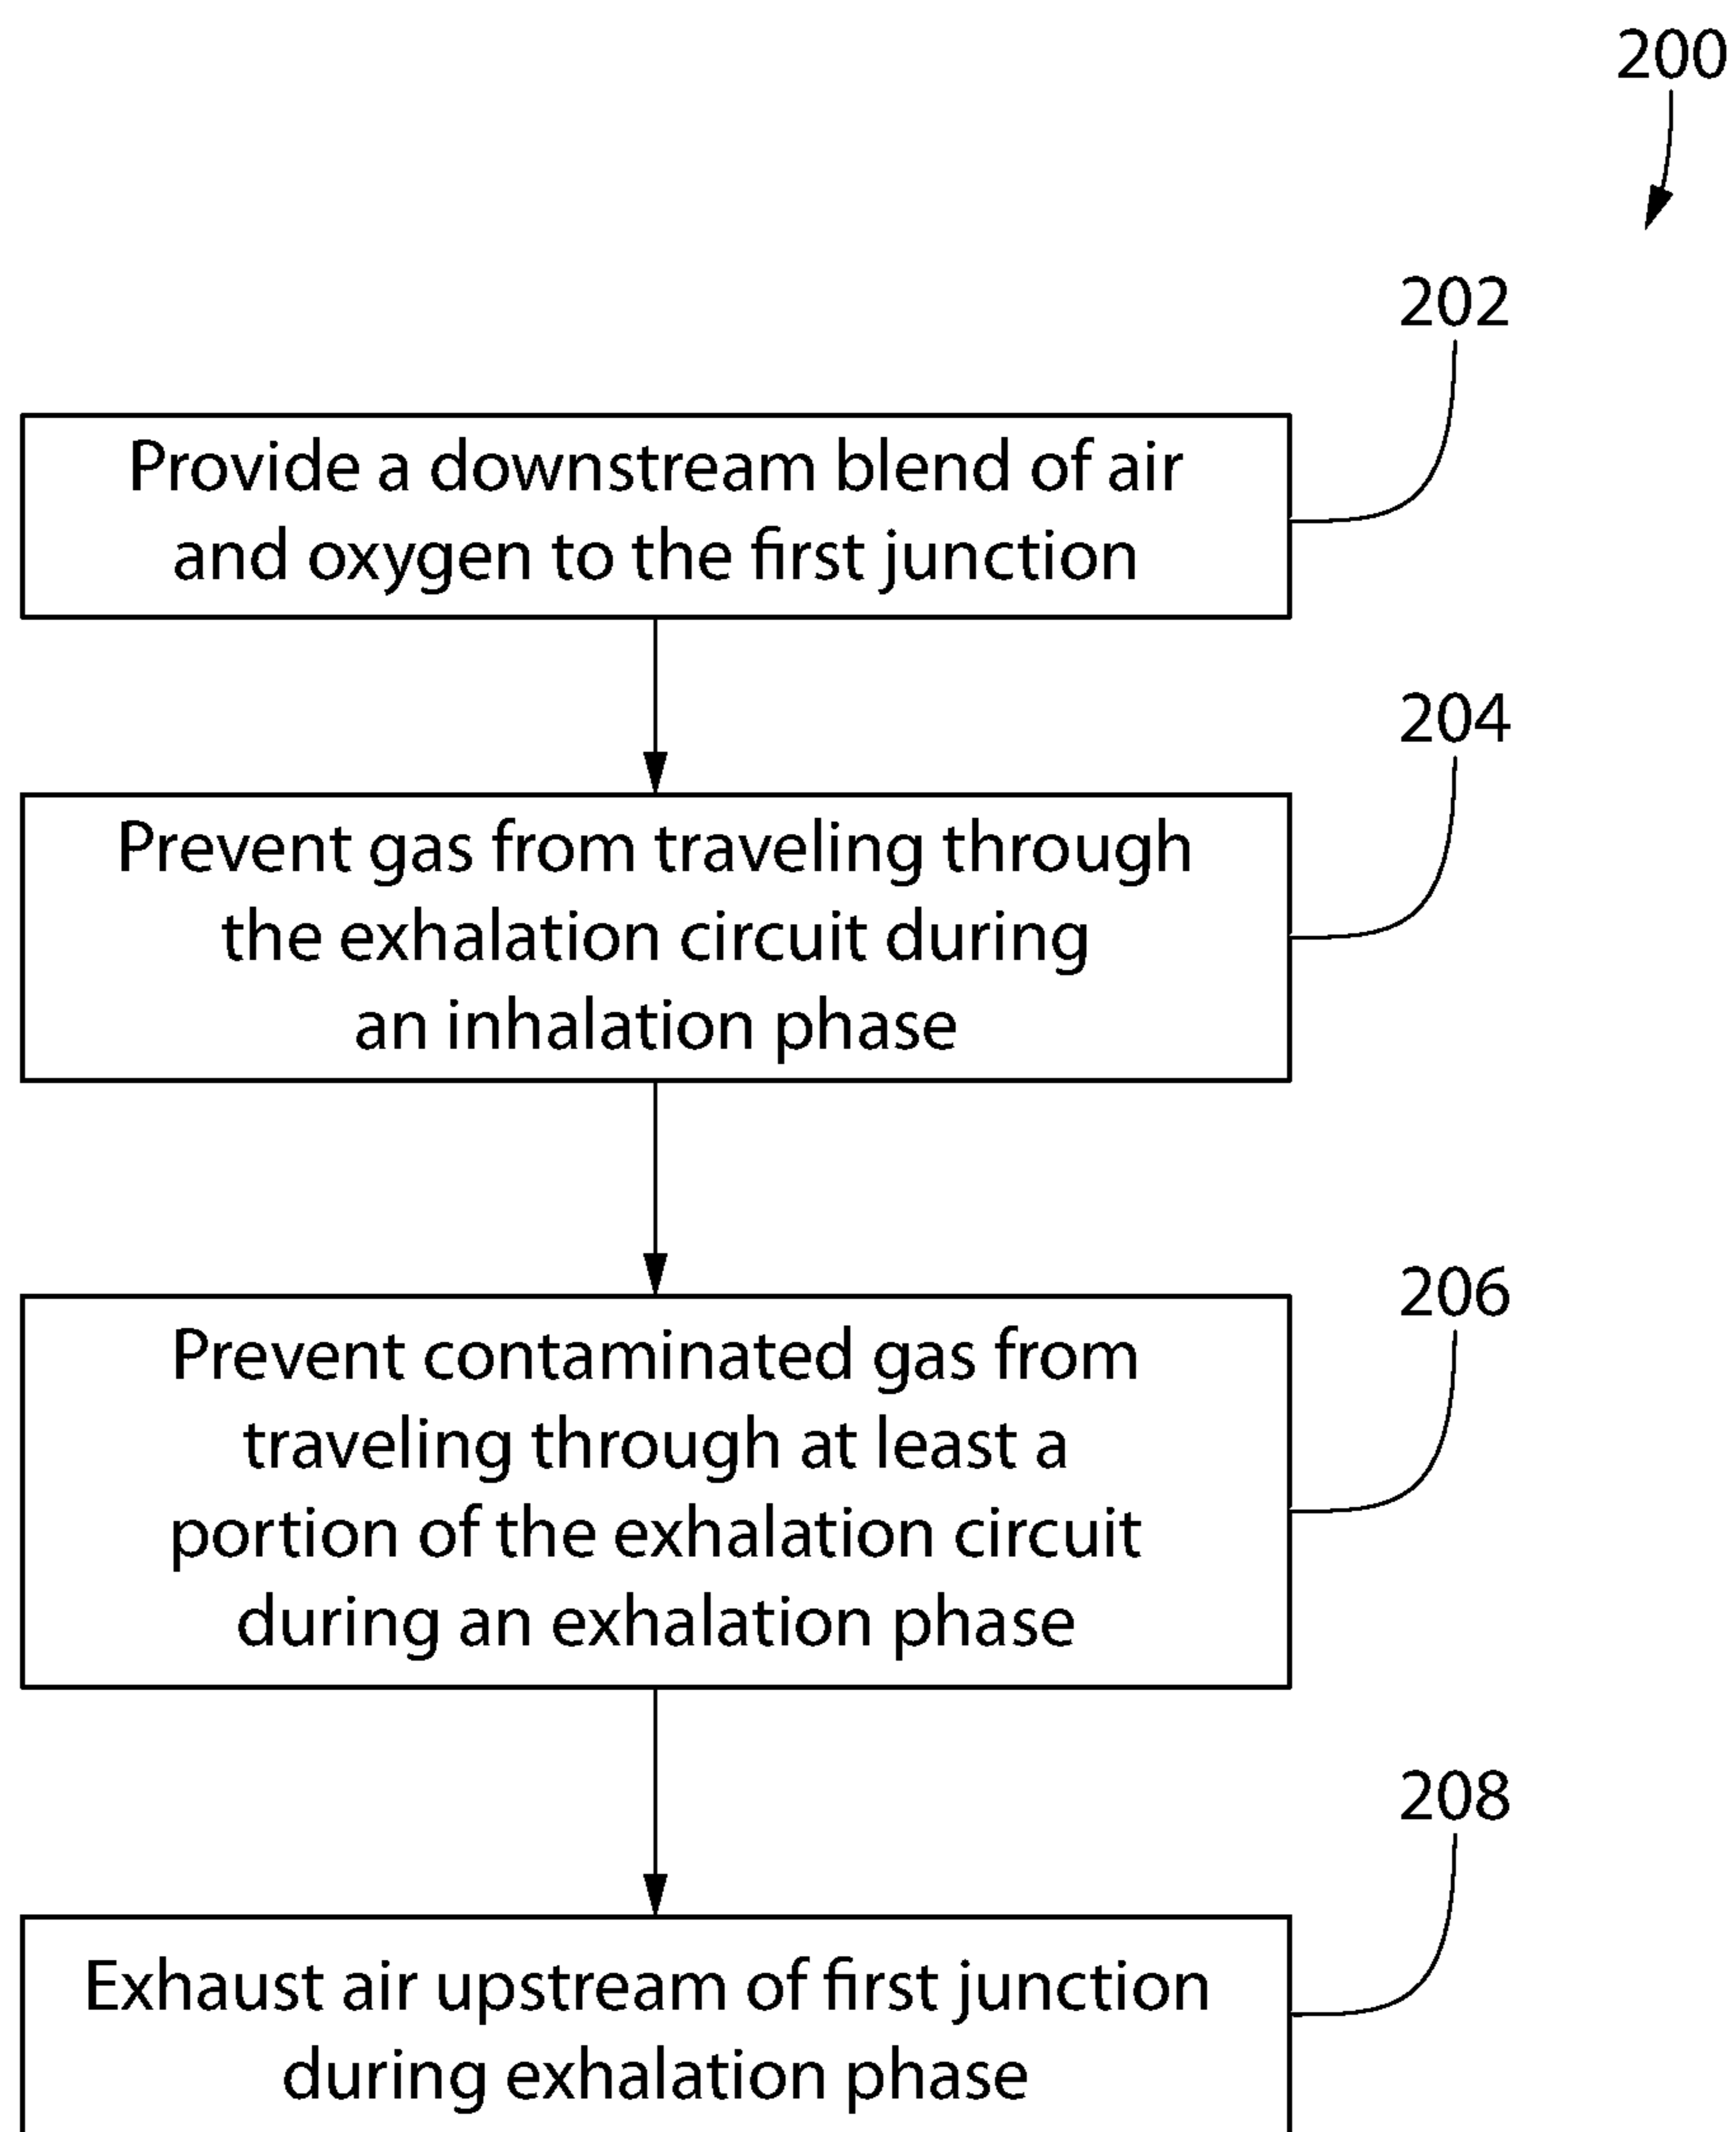 200
202
Provide a downstream blend of air
and oxygen to the first junction
204
Prevent gas from traveling through
the exhalation circuit during
an inhalation phase
206
Prevent contaminated gas from
traveling through at least a
portion of the exhalation circuit
during an exhalation phase
208
Exhaust air upstream of first junction
during exhalation phase